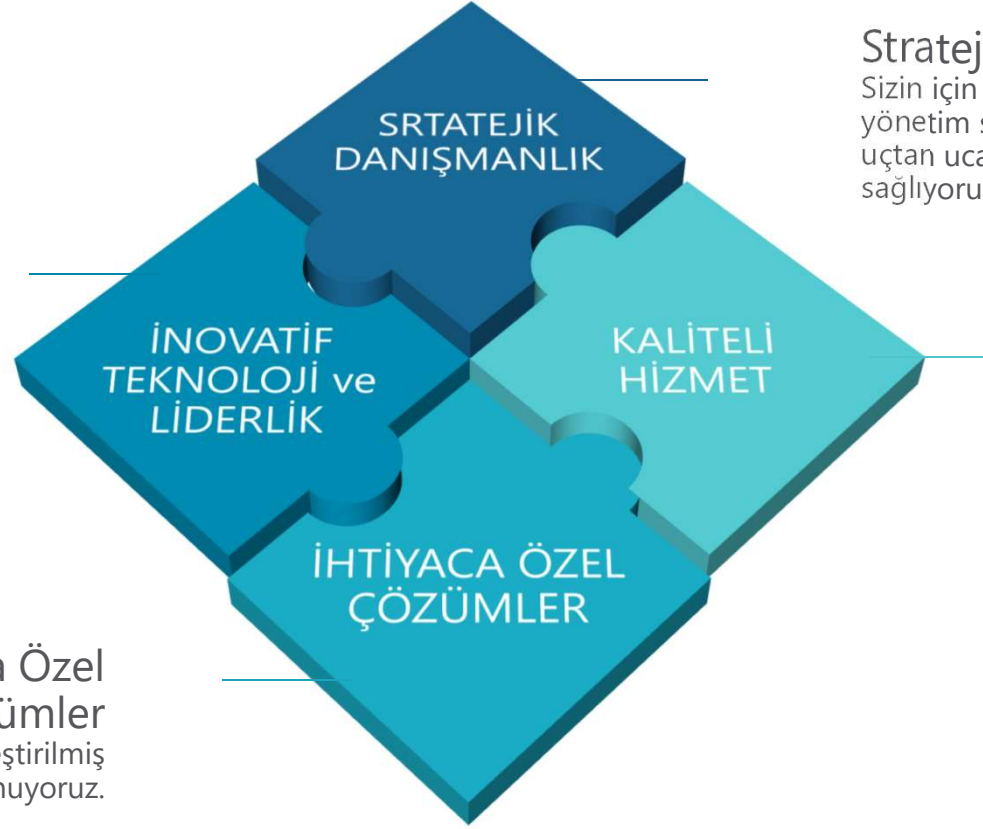 SRTATEJİK
DANIŞMANLIK
Stratej
Sizin için
yönetim s
uçtan uca
sağlıyoru
İNOVATİF
TEKNOLOJİ ve
LİDERLİK
KALİTELİ
HİZMET
İHTİYACA ÖZEL
ÇÖZÜMLER
a Özel
ümler
eştirilmiş
nuyoruz.